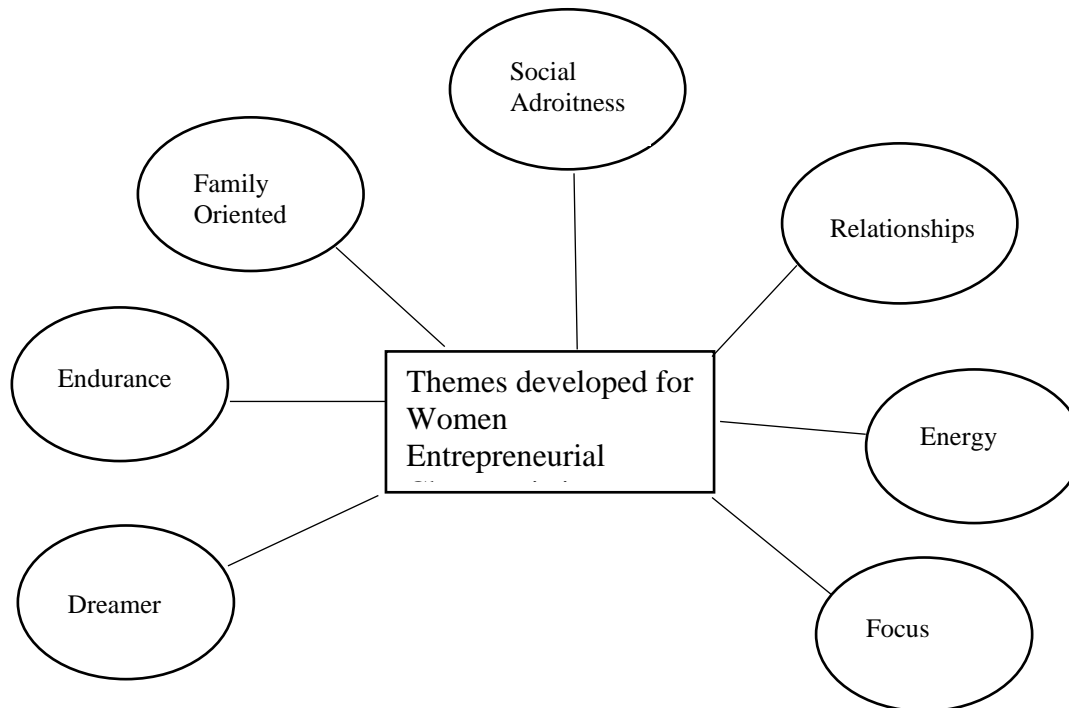 Social
Adroitness
Family
Oriented
Relationships
Endurance
Themes developed for
Women
Entrepreneurial
Energy
Dreamer
Focus